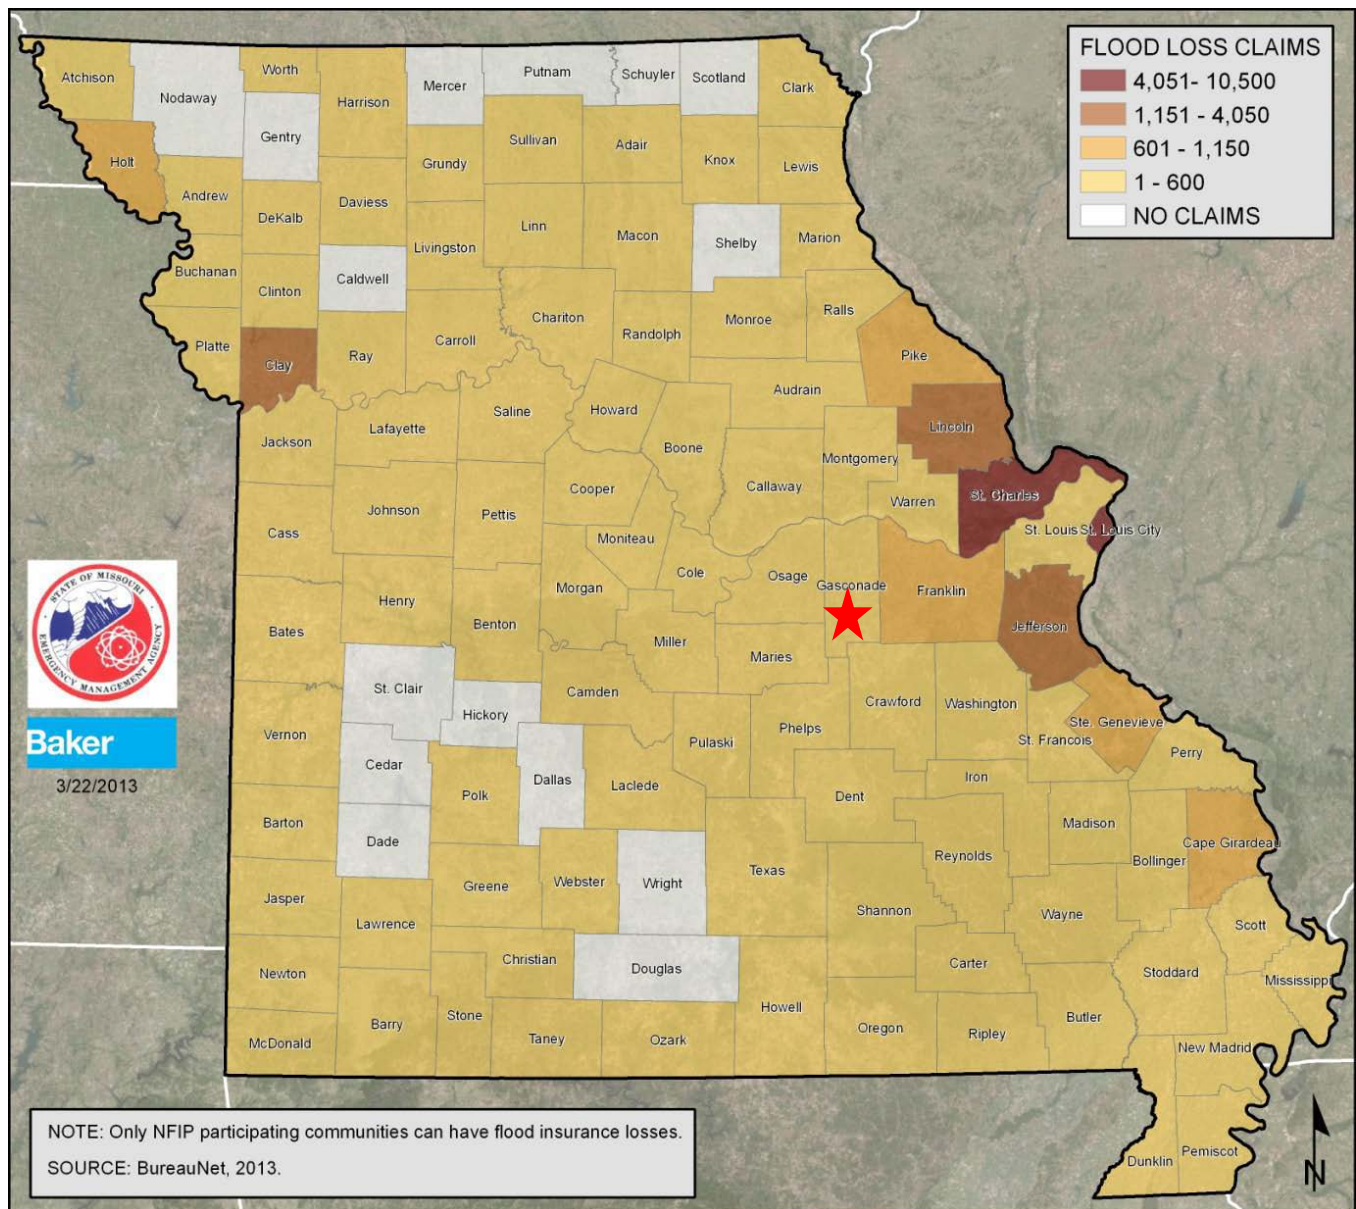 FLOOD LOSS CLAIMS
4,051- 10,500
1,151 - 4,050
601 - 1,150
1 - 600
NO CLAIMS
Atchison
Nodaway
Worth
Harrison
Mercer
Putnam
Schuyler
Scotland
Clark
Gentry
Holt
Andrew
DeKalb
Daviess
Grundy
Sullivan
Adair
Knox
Lewis
Linn
Macon
Shelby
Marion
Livingston
Buchanan
Clinton
Caldwell
Chariton
Randolph
Monroe
Ralls
Platte
Clay
Ray
Carroll
Pike
Audrain
Saline
Howard
Boone
Lincoln
Jackson
Lafayette
Montgomery
Callaway
Warren
St. Charles
Cooper
Johnson
Pettis
Cass
Moniteau
St. Louis
St. Louis City
Cole
Osage
Gasconade
Franklin
Morgan
Henry
Benton
Bates
Miller
Maries
Jefferson
St. Clair
Camden
Crawford
Washington
Hickory
Ste. Genevieve
St. Francois
Vernon
Pulaski
Phelps
Perry
Cedar
Dallas
Laclede
Polk
Dent
Iron
Barton
Dade
Madison
Cape Girardeau
Bollinger
Reynolds
Texas
Greene
Webster
Wright
Jasper
Shannon
Wayne
Lawrence
Scott
Christian
Douglas
Carter
Stoddard
Newton
Mississippi
Howell
Stone
Barry
Taney
Ozark
Oregon
Ripley
Butler
McDonald
New Madrid
Dunklin
Pemiscot
STATE OF MISSOURI
EMERGENCY MANAGEMENT AGENCY
Baker
3/22/2013
NOTE: Only NFIP participating communities can have flood insurance losses.
SOURCE: BureauNet, 2013.
N